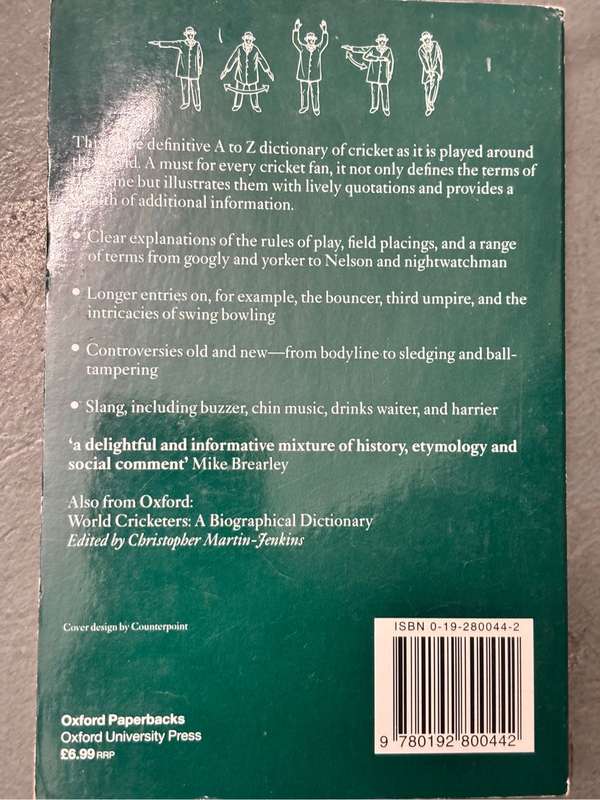 This is the definitive A to Z dictionary of cricket as it is played around
the world. A must for every cricket fan, it not only defines the terms of
the game but illustrates them with lively quotations and provides a
wealth of additional information.
• Clear explanations of the rules of play, field placings, and a range
of terms from googly and yorker to Nelson and nightwatchman
• Longer entries on, for example, the bouncer, third umpire, and the
intricacies of swing bowling
• Controversies old and new—from bodyline to sledging and ball-
tampering
• Slang, including buzzer, chin music, drinks waiter, and harrier
‘a delightful and informative mixture of history, etymology and
social comment’ Mike Brearley
Also from Oxford:
World Cricketers: A Biographical Dictionary
Edited by Christopher Martin-Jenkins
Cover design by Counterpoint
ISBN 0-19-280044-2
9 780192 800442
Oxford Paperbacks
Oxford University Press
£6.99 RRP